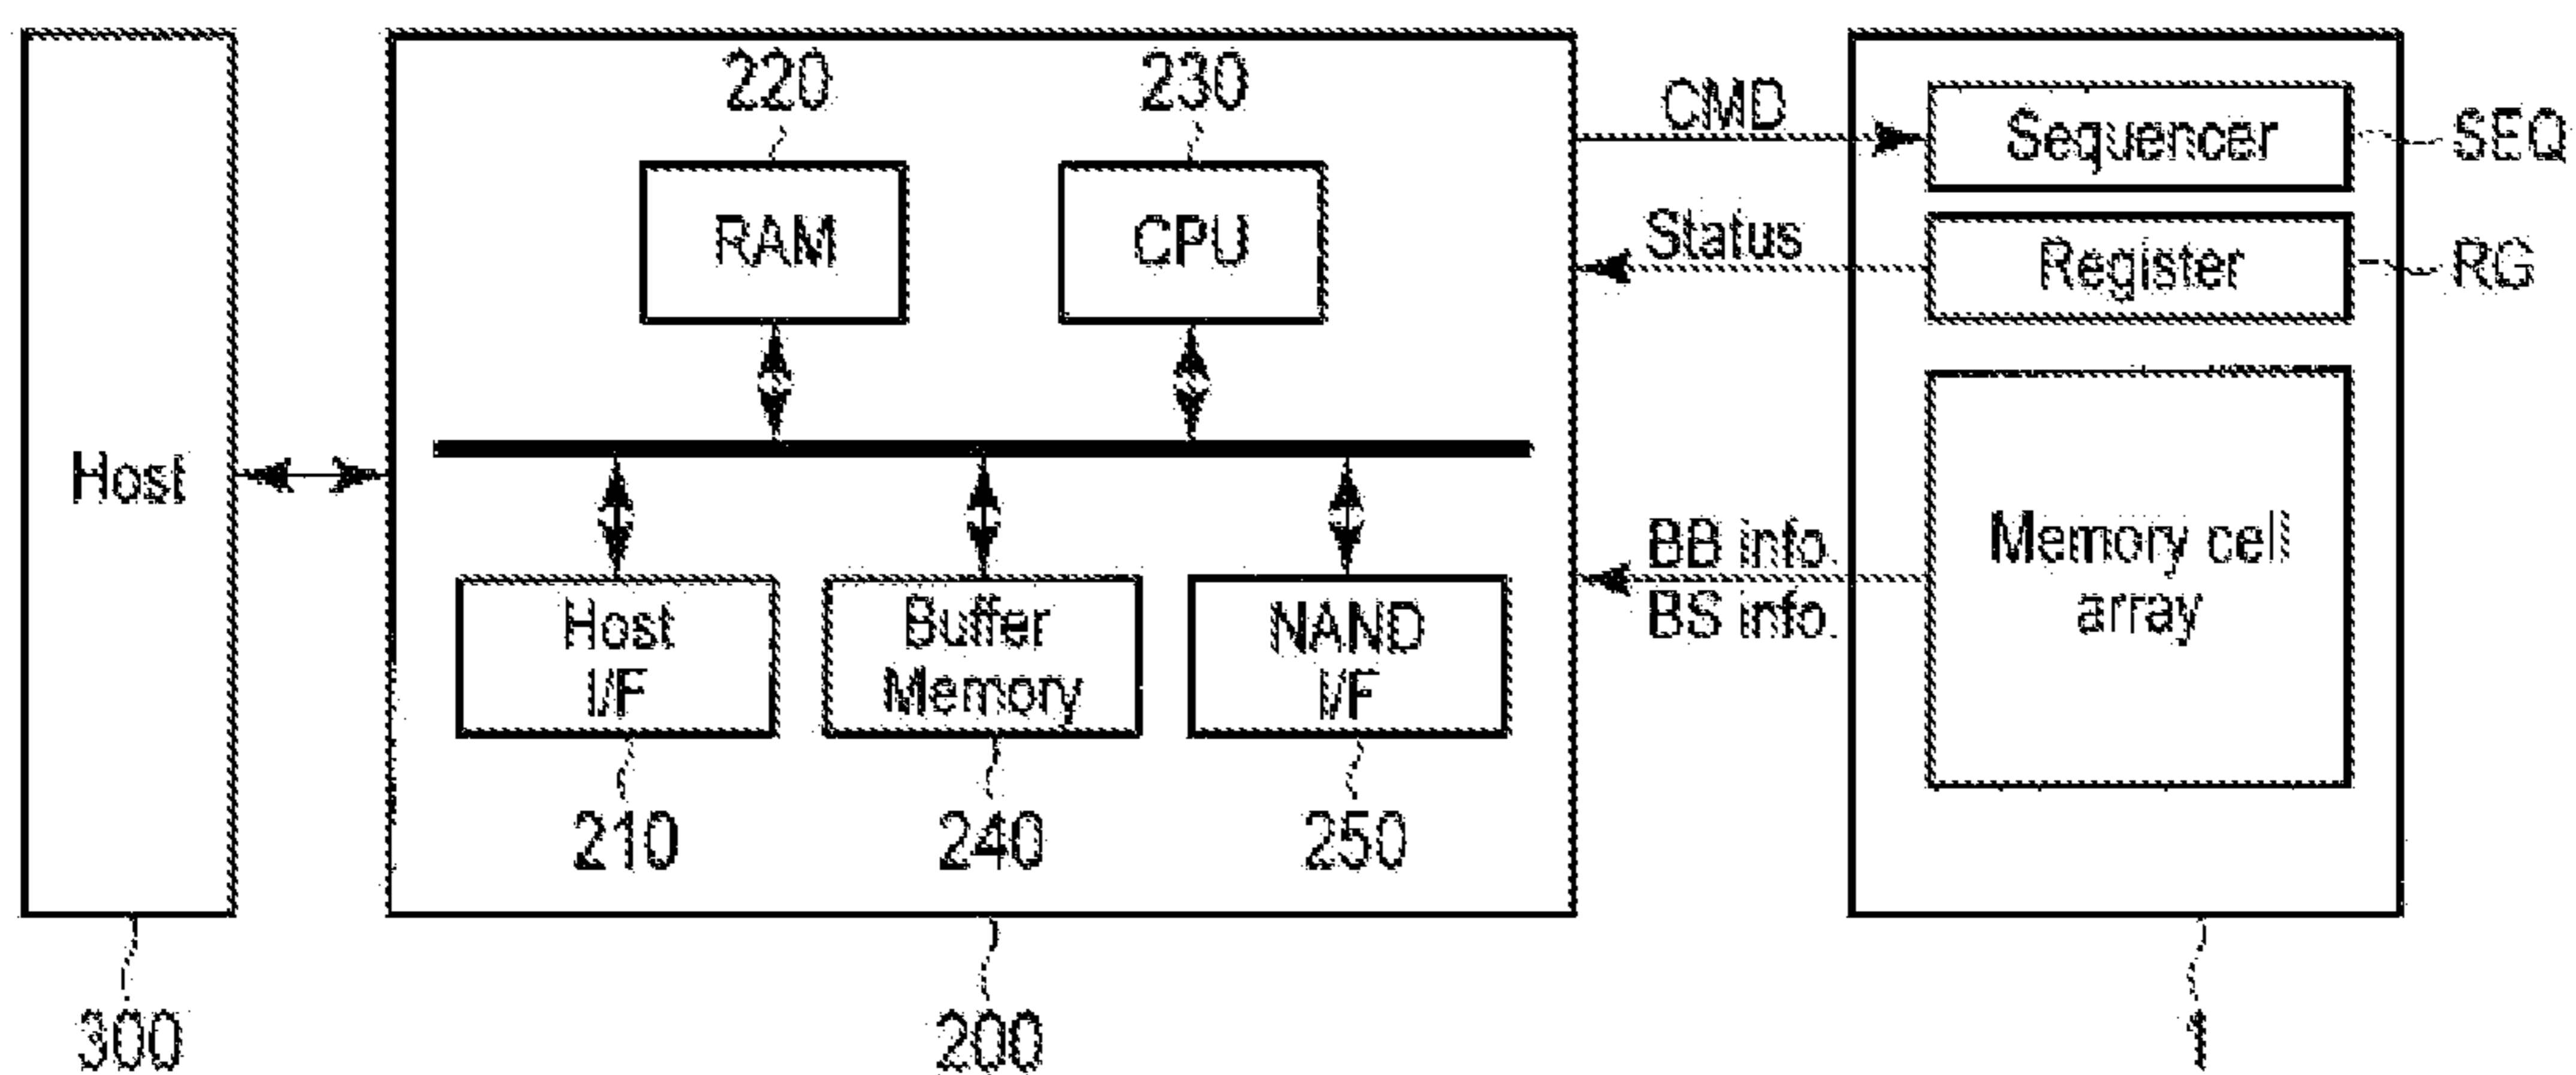 220
230
CMD
Sequencer
SEQ
RAM
CPU
Status
Register
RG
Host
BB info.
BS info.
Memory cell
array
Host
I/F
Buffer
Memory
NAND
I/F
210
240
250
300
200
1